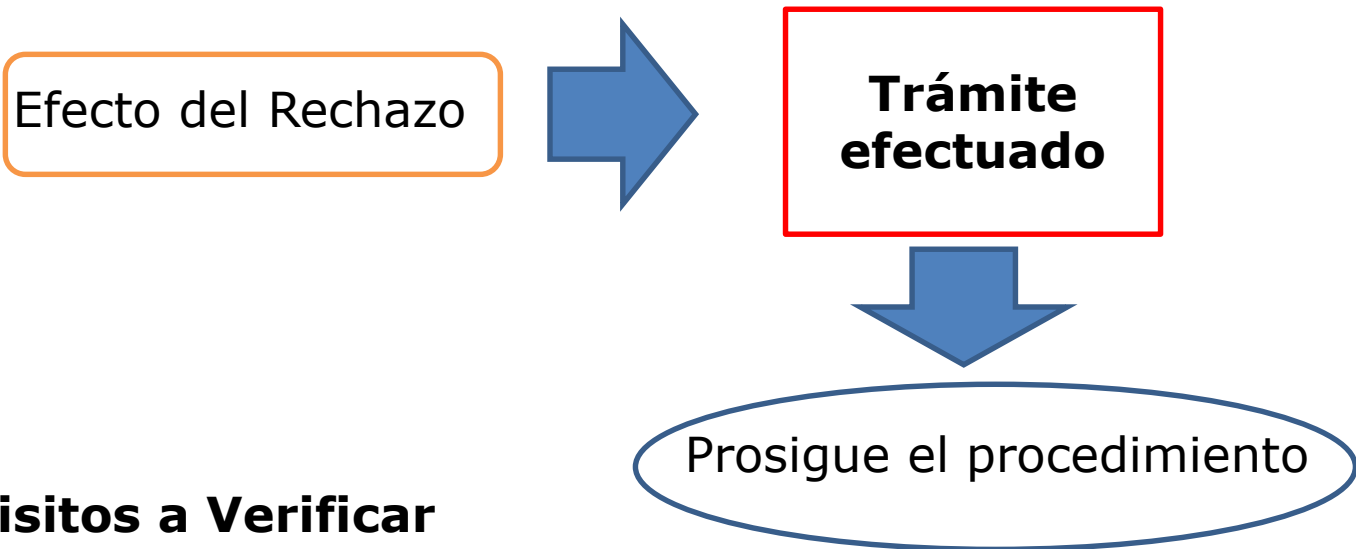 Efecto del Rechazo
Trámite
efectuado
Prosigue el procedimiento
isitos a Verificar